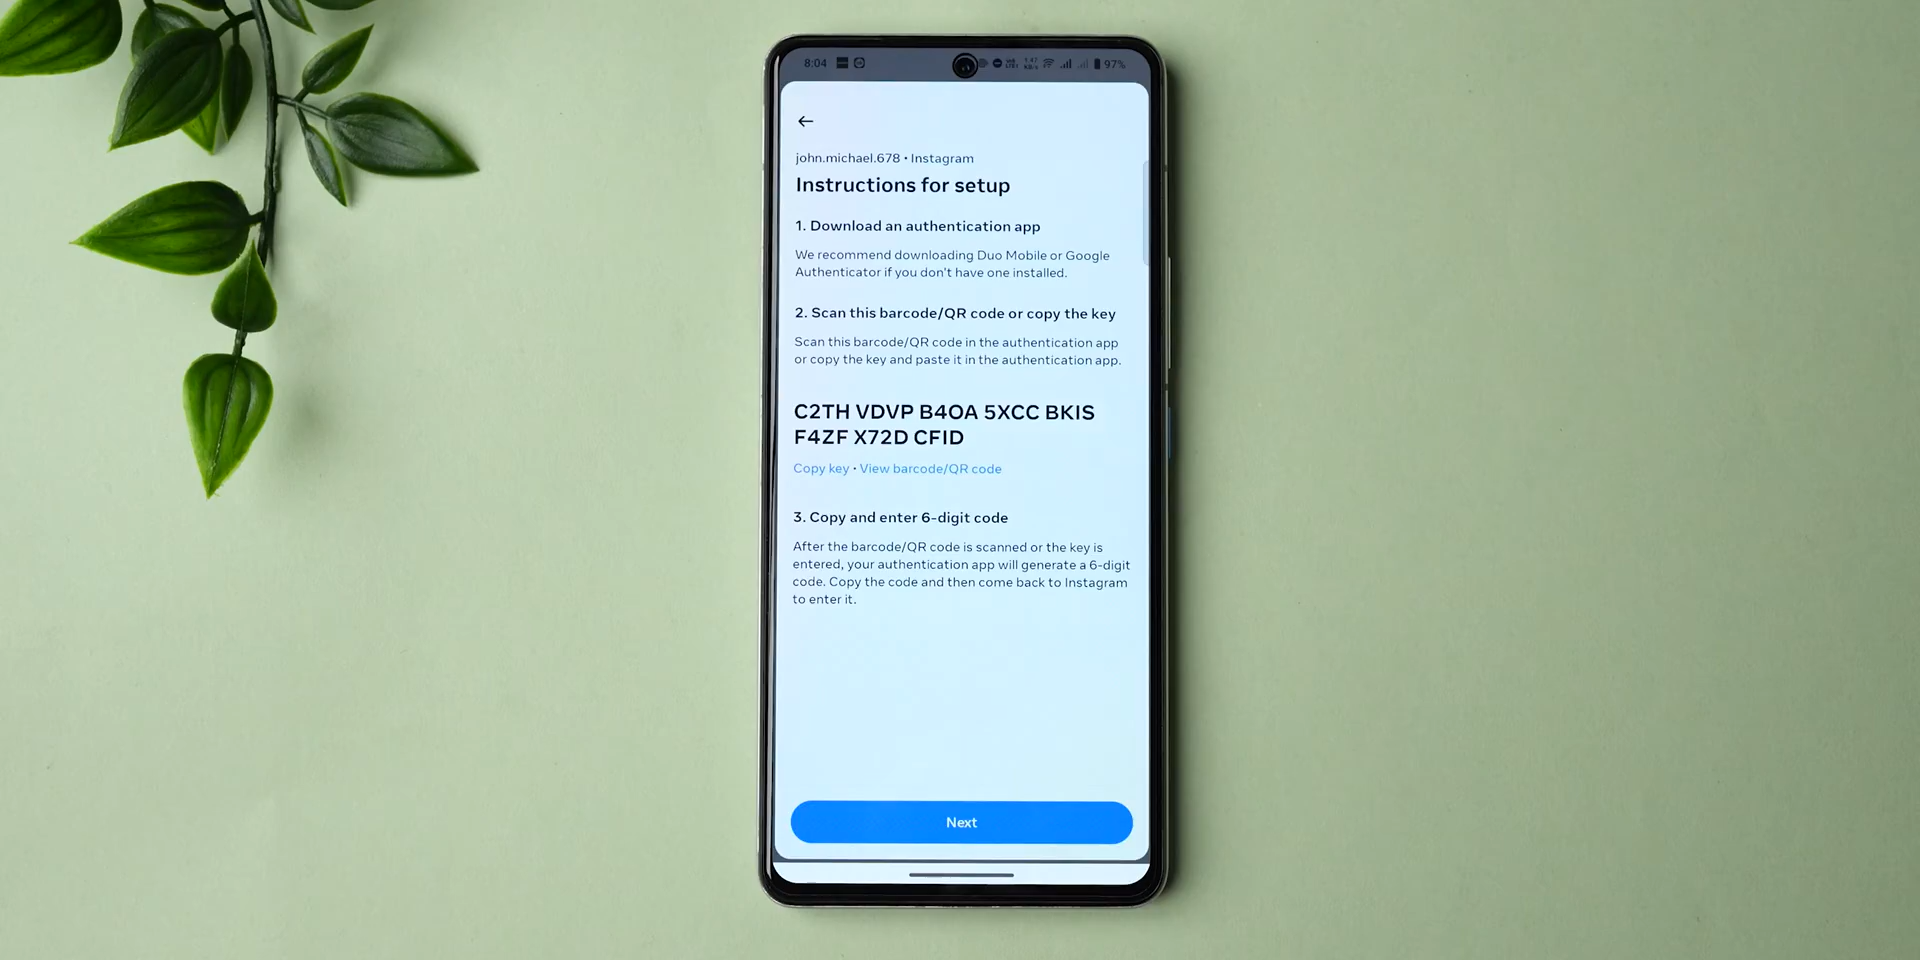 8:04 97%
john.michael.678 • Instagram
Instructions for setup
1. Download an authentication app
We recommend downloading Duo Mobile or Google
Authenticator if you don't have one installed.
2. Scan this barcode/QR code or copy the key
Scan this barcode/QR code in the authentication app
or copy the key and paste it in the authentication app.
C2TH VDVP B4OA 5XCC BKIS
F4ZF X72D CFID
Copy key • View barcode/QR code
3. Copy and enter 6-digit code
After the barcode/QR code is scanned or the key is
entered, your authentication app will generate a 6-digit
code. Copy the code and then come back to Instagram
to enter it.
Next